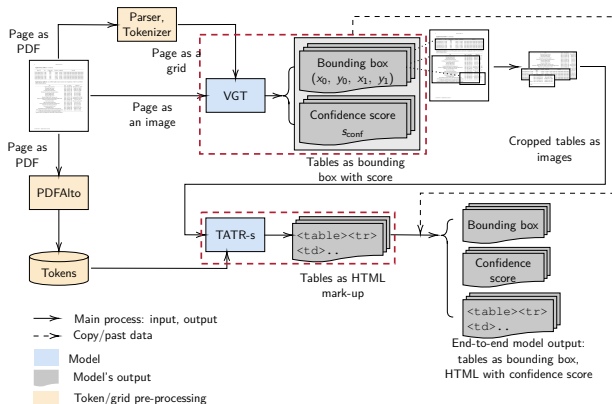 Page as
PDF
Parser,
Tokenizer
Page as a
grid
VGT
Page as
an image
Bounding box
(x₀, y₀, x₁, y₁)
Confidence score
s_conf
Tables as bounding
box with score
Cropped tables as
images
Page as
PDF
PDFAlto
Tokens
TATR-s
<table><tr>
<td>..
Tables as HTML
mark-up
Bounding box
Confidence
score
<table><tr>
<td>..
End-to-end model output:
tables as bounding box,
HTML with confidence score
Main process: input, output
Copy/past data
Model
Model's output
Token/grid pre-processing